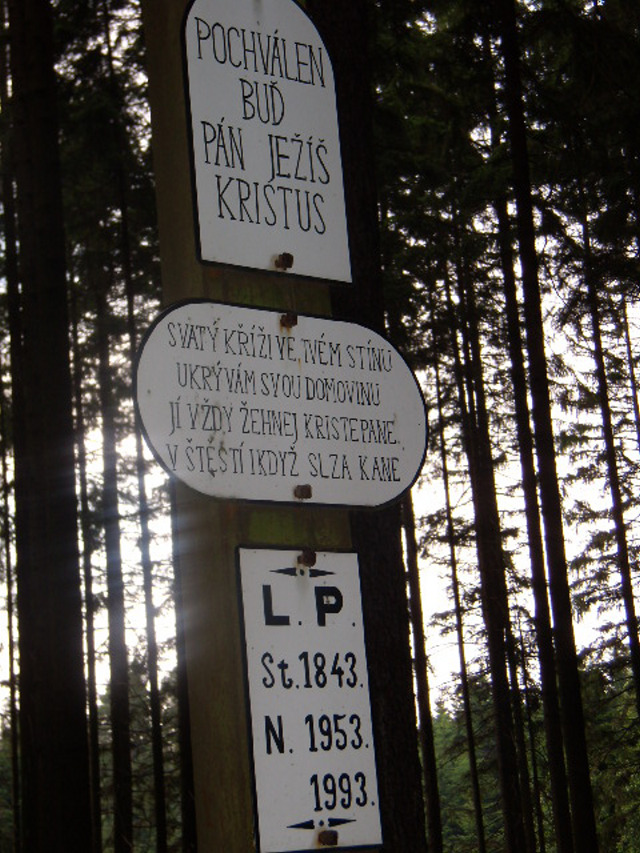 POCHVÁLEN
BUĎ
PÁN JEŽÍŠ
KRISTUS
SVATÝ KŘÍŽI VE TVÉM STÍNU
UKRÝVÁM SVOU DOMOVINU
JÍ VŽDY ŽEHNEJ KRISTE PANE
V ŠTĚSTÍ I KDYŽ SLZA KANE
L. P.
St. 1843.
N. 1953.
1993.